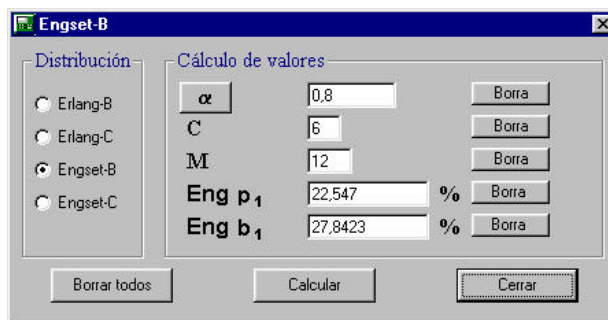 Engset-B
Distribución
Erlang-B
Erlang-C
Engset-B
Engset-C
Cálculo de valores
α 0,8 Borra
C 6 Borra
M 12 Borra
Eng p1 22,547 % Borra
Eng b1 27,8423 % Borra
Borrar todos Calcular Cerrar